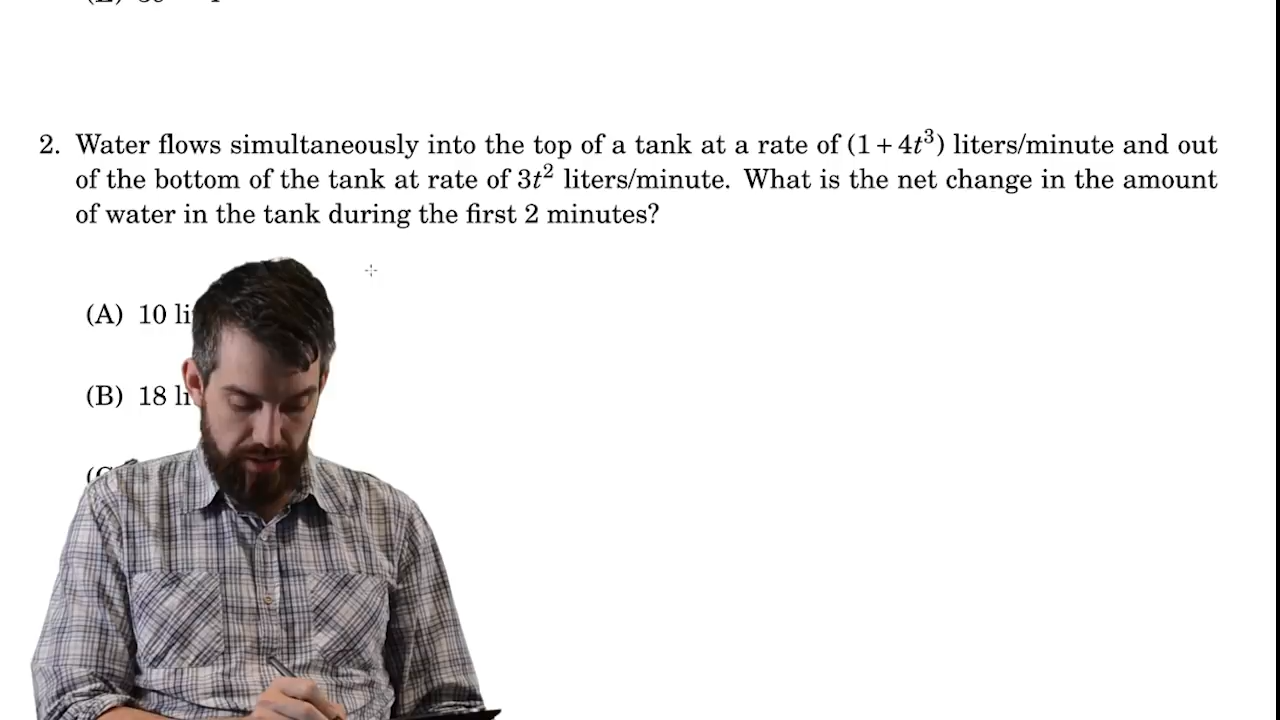 2. Water flows simultaneously into the top of a tank at a rate of (1 + 4t³) liters/minute and out
of the bottom of the tank at rate of 3t² liters/minute. What is the net change in the amount
of water in the tank during the first 2 minutes?
(A) 10
(B) 18